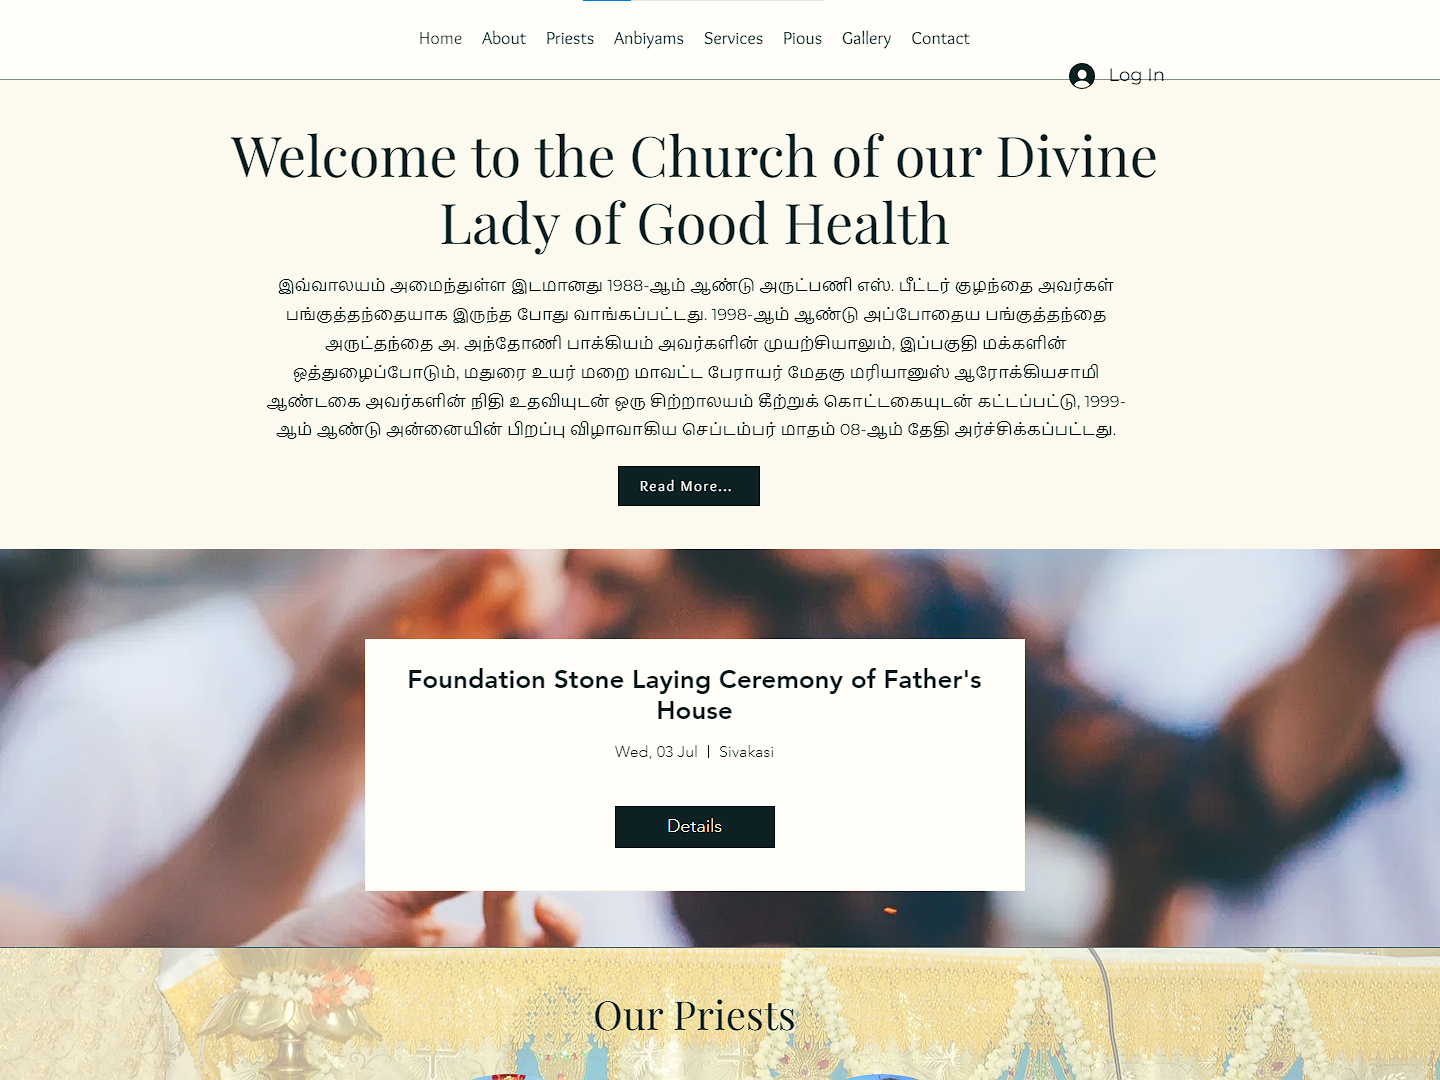 Home About Priests Anbiyams Services Pious Gallery Contact
Log In
Welcome to the Church of our Divine
Lady of Good Health
இவ்வாலயம் அமைந்துள்ள இடமானது 1988-ஆம் ஆண்டு அருட்பணி எஸ். பீட்டர் குழந்தை அவர்கள்
பங்குத்தந்தையாக இருந்த போது வாங்கப்பட்டது. 1998-ஆம் ஆண்டு அப்போதைய பங்குத்தந்தை
அருட்தந்தை அ. அந்தோணி பாக்கியம் அவர்களின் முயற்சியாலும், இப்பகுதி மக்களின்
ஒத்துழைப்போடும், மதுரை உயர் மறை மாவட்ட பேராயர் மேதகு மரியானுஸ் ஆரோக்கியசாமி
ஆண்டகை அவர்களின் நிதி உதவியுடன் ஒரு சிற்றாலயம் கீற்றுக் கொட்டகையுடன் கட்டப்பட்டு, 1999-
ஆம் ஆண்டு அன்னையின் பிறப்பு விழாவாகிய செப்டம்பர் மாதம் 08-ஆம் தேதி அர்ச்சிக்கப்பட்டது.
Read More...
Foundation Stone Laying Ceremony of Father's
House
Wed, 03 Jul | Sivakasi
Details
Our Priests